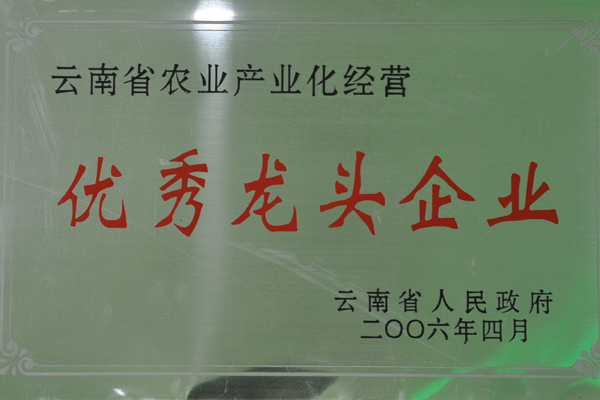 云南省农业产业化经营
优秀龙头企业
云南省人民政府
二〇〇六年四月